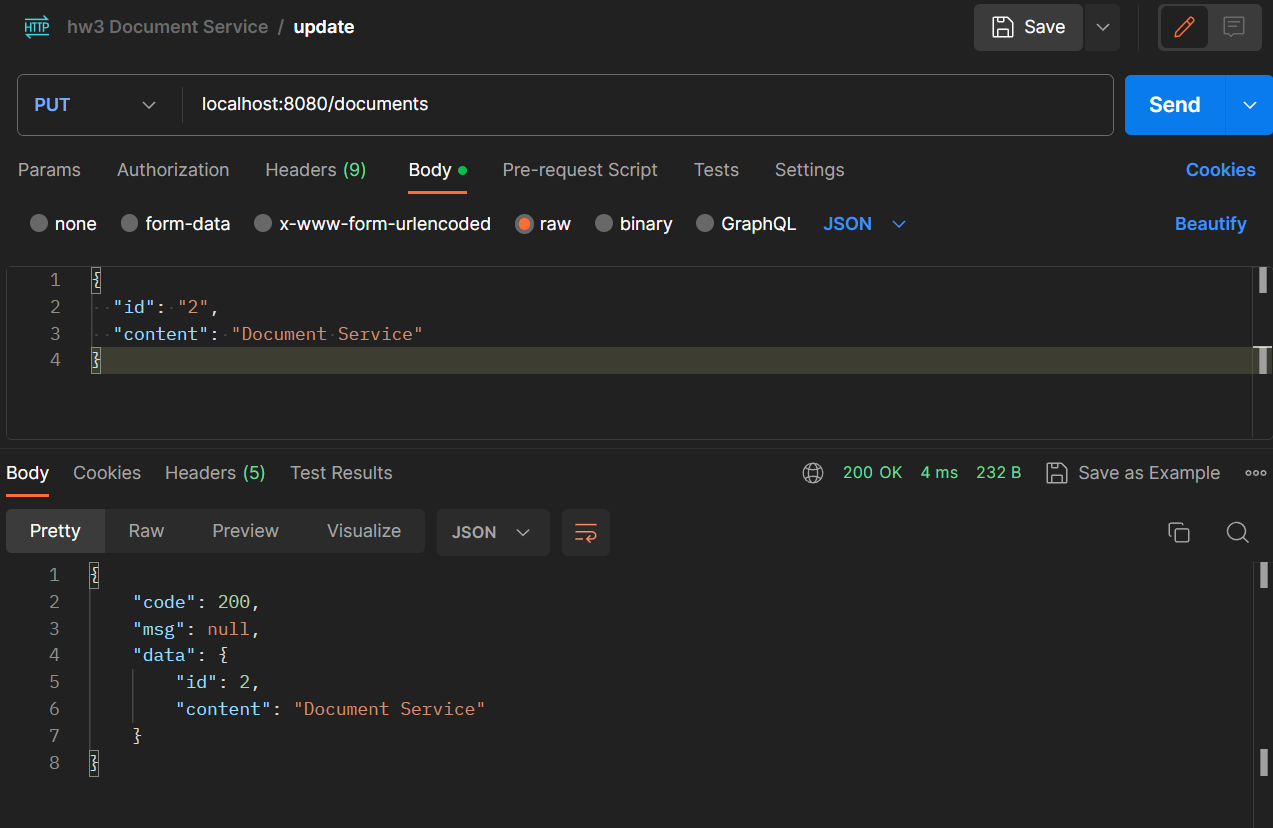 HTTP hw3 Document Service / update Save
PUT localhost:8080/documents Send
Params Authorization Headers (9) Body Pre-request Script Tests Settings Cookies
none form-data x-www-form-urlencoded raw binary GraphQL JSON Beautify
1 {
2 "id": "2",
3 "content": "Document Service"
4 }
Body Cookies Headers (5) Test Results 200 OK 4 ms 232 B Save as Example
Pretty Raw Preview Visualize JSON
1 {
2 "code": 200,
3 "msg": null,
4 "data": {
5 "id": 2,
6 "content": "Document Service"
7 }
8 }